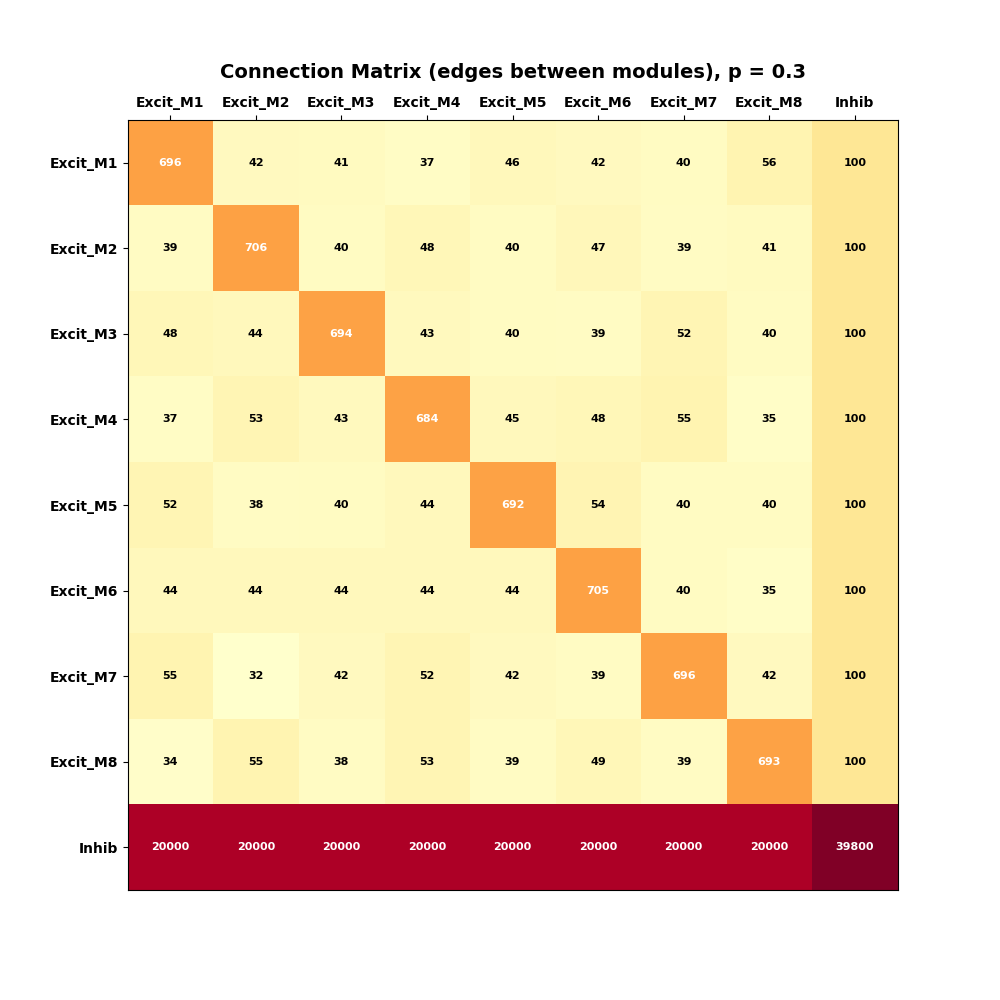 Connection Matrix (edges between modules), p = 0.3
Excit_M1 Excit_M2 Excit_M3 Excit_M4 Excit_M5 Excit_M6 Excit_M7 Excit_M8 Inhib
Excit_M1 696 42 41 37 46 42 40 56 100
Excit_M2 39 706 40 48 40 47 39 41 100
Excit_M3 48 44 694 43 40 39 52 40 100
Excit_M4 37 53 43 684 45 48 55 35 100
Excit_M5 52 38 40 44 692 54 40 40 100
Excit_M6 44 44 44 44 44 705 40 35 100
Excit_M7 55 32 42 52 42 39 696 42 100
Excit_M8 34 55 38 53 39 49 39 693 100
Inhib 20000 20000 20000 20000 20000 20000 20000 20000 39800